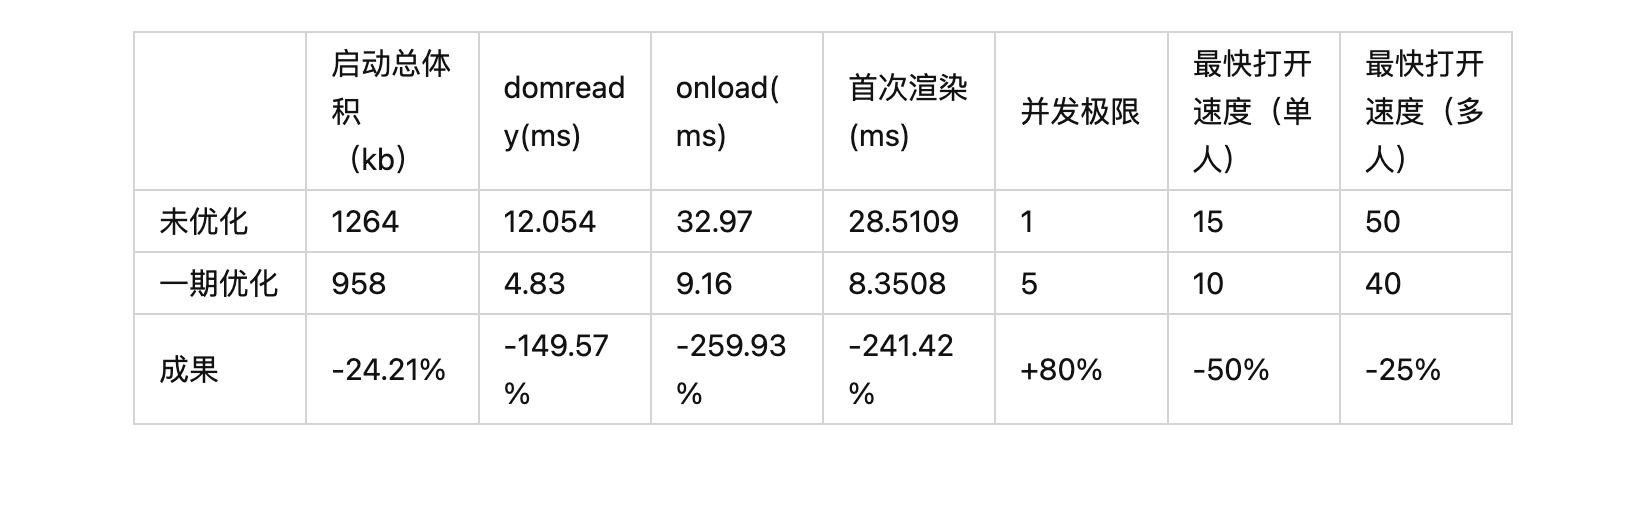 启动总体
积
（kb）
domread
y(ms)
onload(
ms)
首次渲染
(ms)
并发极限
最快打开
速度（单
人）
最快打开
速度（多
人）
未优化
1264
12.054
32.97
28.5109
1
15
50
一期优化
958
4.83
9.16
8.3508
5
10
40
成果
-24.21%
-149.57
%
-259.93
%
-241.42
%
+80%
-50%
-25%